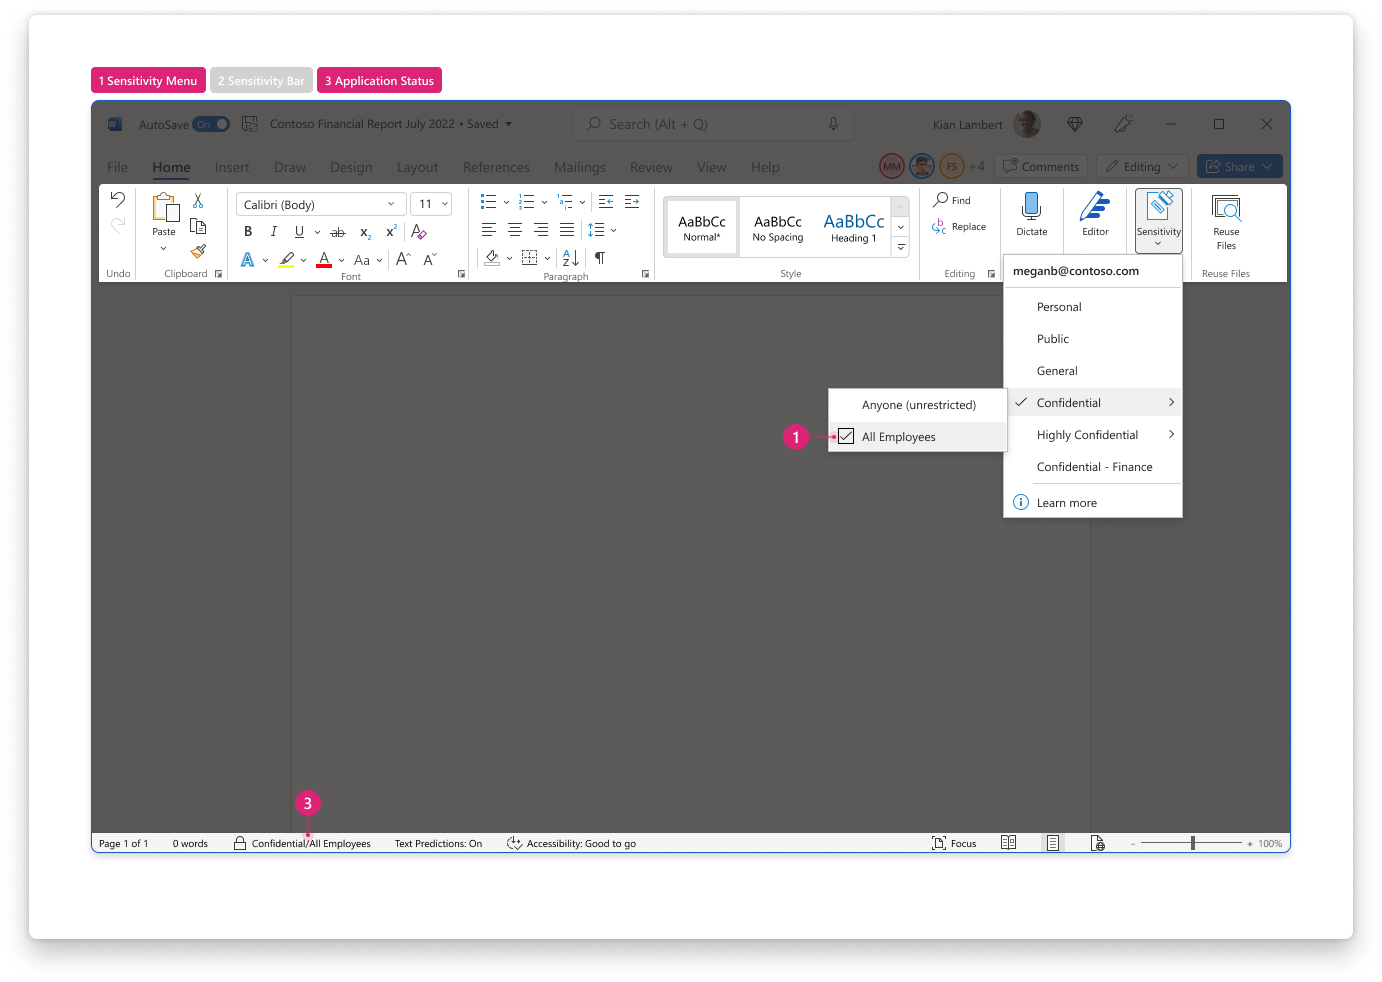 1 Sensitivity Menu 2 Sensitivity Bar 3 Application Status
W AutoSave On Contoso Financial Report July 2022 • Saved Search (Alt + Q) Kian Lambert
File Home Insert Draw Design Layout References Mailings Review View Help MM FS +4 Comments Editing Share
Calibri (Body) 11
Paste
B I U ab x2 x2 A
A A Aa A A
AaBbCc AaBbCc AaBbCc
Normal* No Spacing Heading 1
Find
Replace
Dictate Editor Sensitivity Reuse
Files
Undo Clipboard Font Paragraph Style Editing Reuse Files
meganb@contoso.com
Personal
Public
General
Confidential
Highly Confidential
Confidential - Finance
Learn more
Anyone (unrestricted)
1 All Employees
3
Page 1 of 1 0 words Confidential/All Employees Text Predictions: On Accessibility: Good to go Focus - + 100%